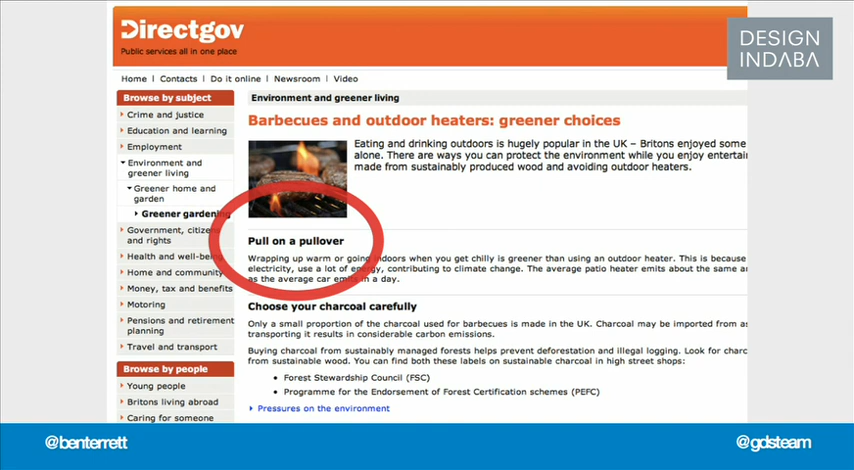 Directgov
Public services all in one place
DESIGN
INDABA
Home | Contacts | Do it online | Newsroom | Video
Browse by subject
Crime and justice
Education and learning
Employment
Environment and
greener living
Greener home and
garden
Greener gardening
Government, citizens
and rights
Health and well-being
Home and community
Money, tax and benefits
Motoring
Pensions and retirement
planning
Travel and transport
Browse by people
Young people
Britons living abroad
Caring for someone
Environment and greener living
Barbecues and outdoor heaters: greener choices
Eating and drinking outdoors is hugely popular in the UK – Britons enjoyed some
alone. There are ways you can protect the environment while you enjoy
made from sustainably produced wood and avoiding outdoor heaters.
Pull on a pullover
Wrapping up warm or going indoors when you get chilly is greener than using an outdoor heater. This is because
electricity, use a lot of energy, contributing to climate change. The average patio heater emits about the same
as the average car emits in a day.
Choose your charcoal carefully
Only a small proportion of the charcoal used for barbecues is made in the UK. Charcoal may be imported from
transporting it results in considerable carbon emissions.
Buying charcoal from sustainably managed forests helps prevent deforestation and illegal logging. Look for
from sustainable wood. You can find both these labels on sustainable charcoal in high street shops:
Forest Stewardship Council (FSC)
Programme for the Endorsement of Forest Certification schemes (PEFC)
Pressures on the environment
@benterrett
@gdsteam